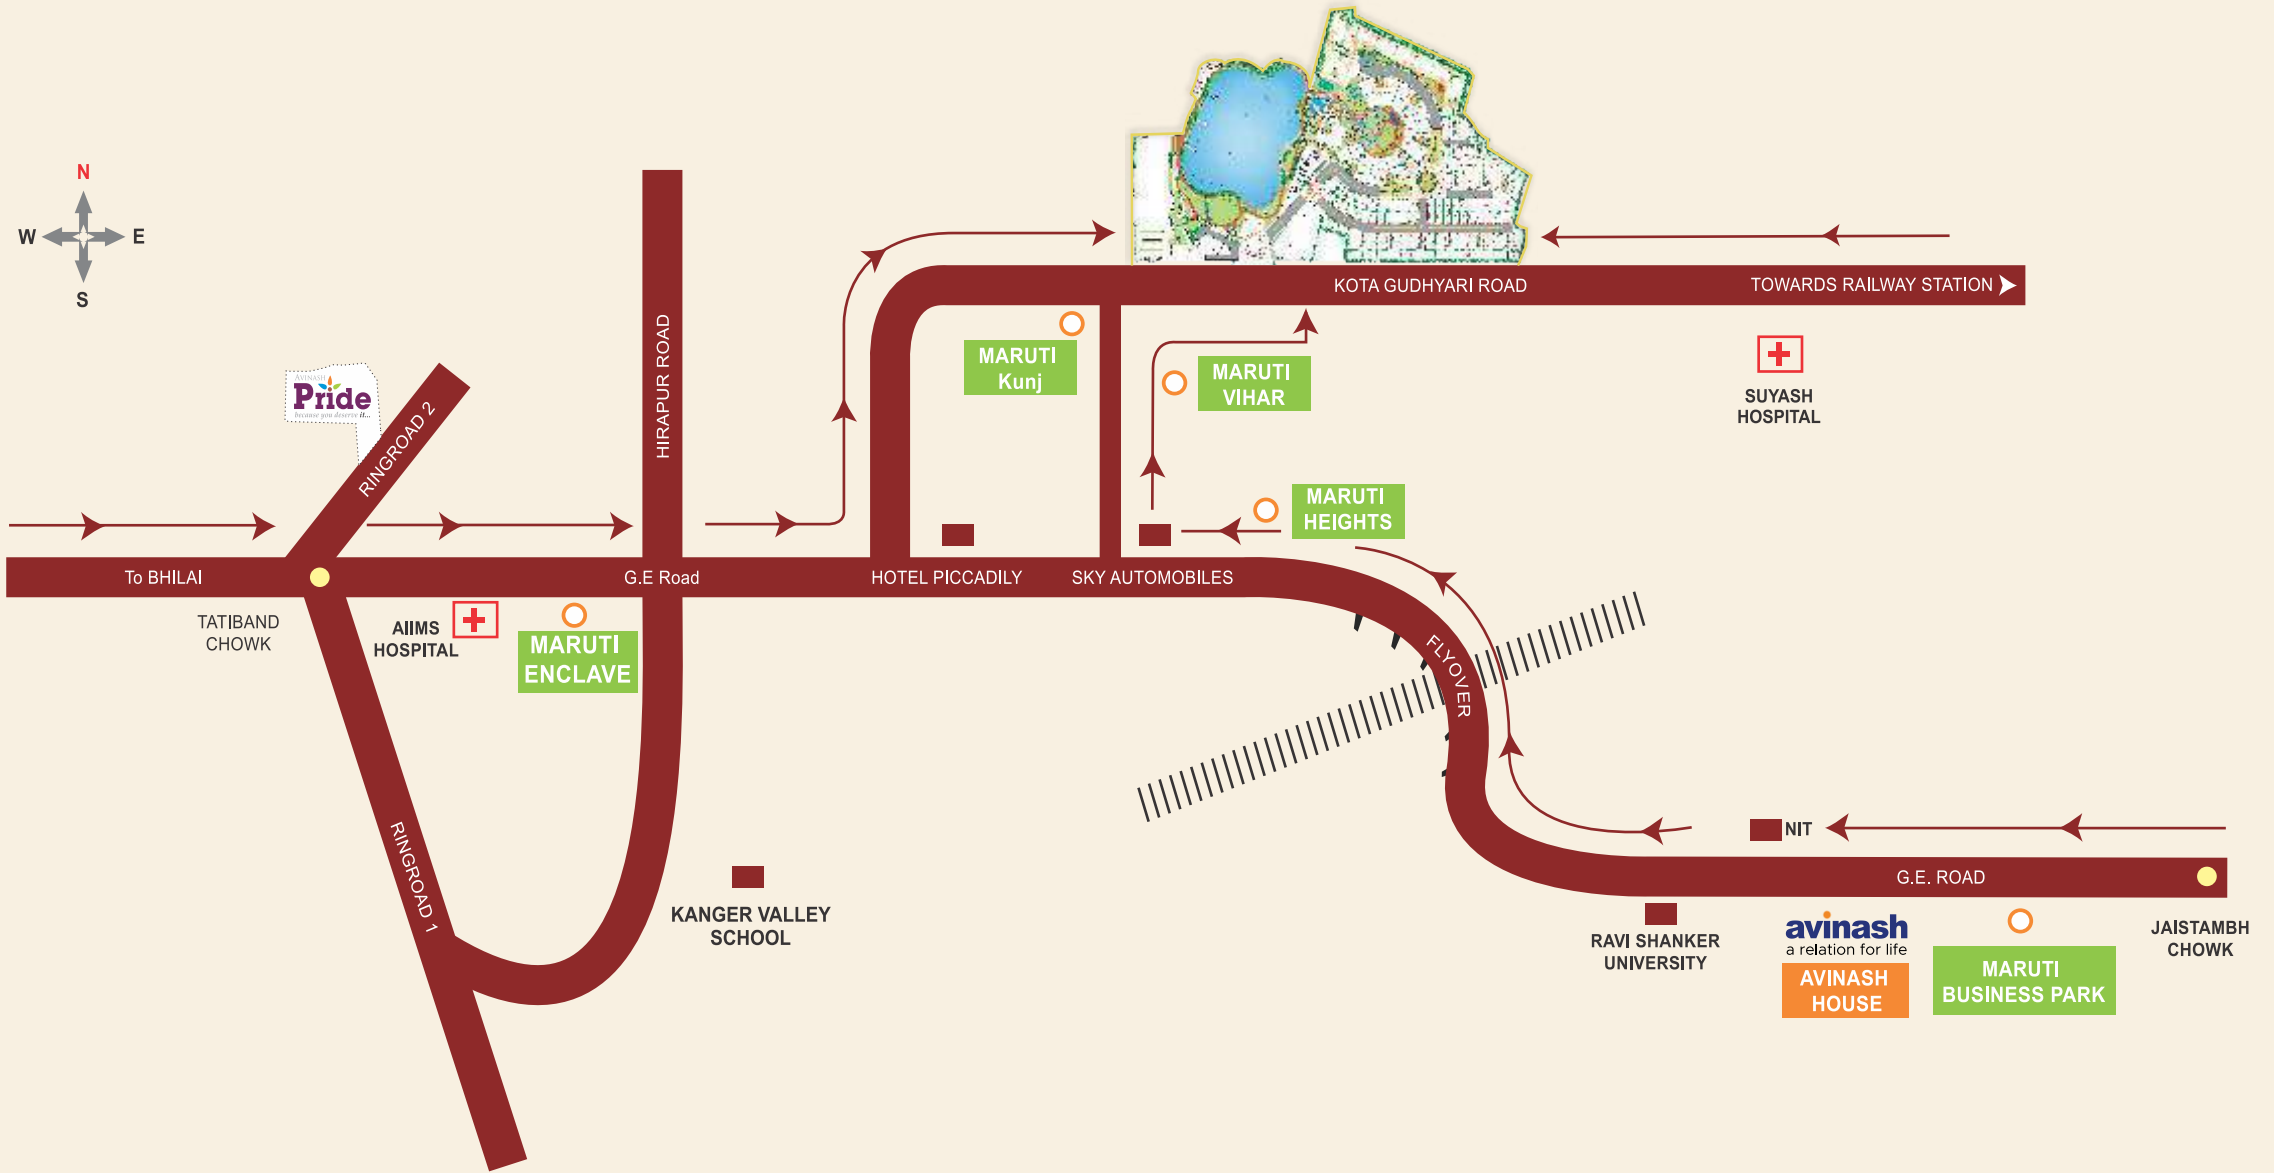 N
W
E
S
KOTA GUDHYARI ROAD
TOWARDS RAILWAY STATION
HIRAPUR ROAD
MARUTI
Kunj
MARUTI
VIHAR
SUYASH
HOSPITAL
AVINASH
Pride
because you deserve it...
RINGROAD 2
MARUTI
HEIGHTS
To BHILAI
G.E Road
HOTEL PICCADILY
SKY AUTOMOBILES
TATIBAND
CHOWK
AIIMS
HOSPITAL
MARUTI
ENCLAVE
FLYOVER
RINGROAD 1
NIT
G.E. ROAD
KANGER VALLEY
SCHOOL
RAVI SHANKER
UNIVERSITY
avinash
a relation for life
AVINASH
HOUSE
MARUTI
BUSINESS PARK
JAISTAMBH
CHOWK